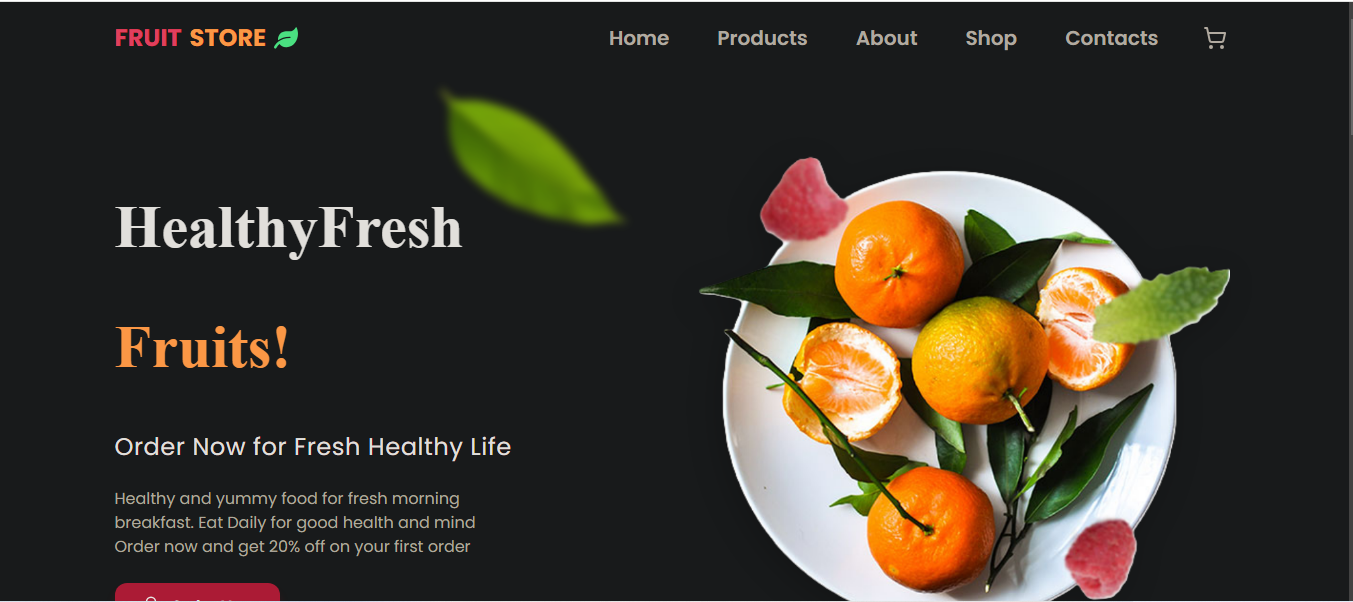 FRUIT STORE
Home Products About Shop Contacts
HealthyFresh
Fruits!
Order Now for Fresh Healthy Life
Healthy and yummy food for fresh morning
breakfast. Eat Daily for good health and mind
Order now and get 20% off on your first order